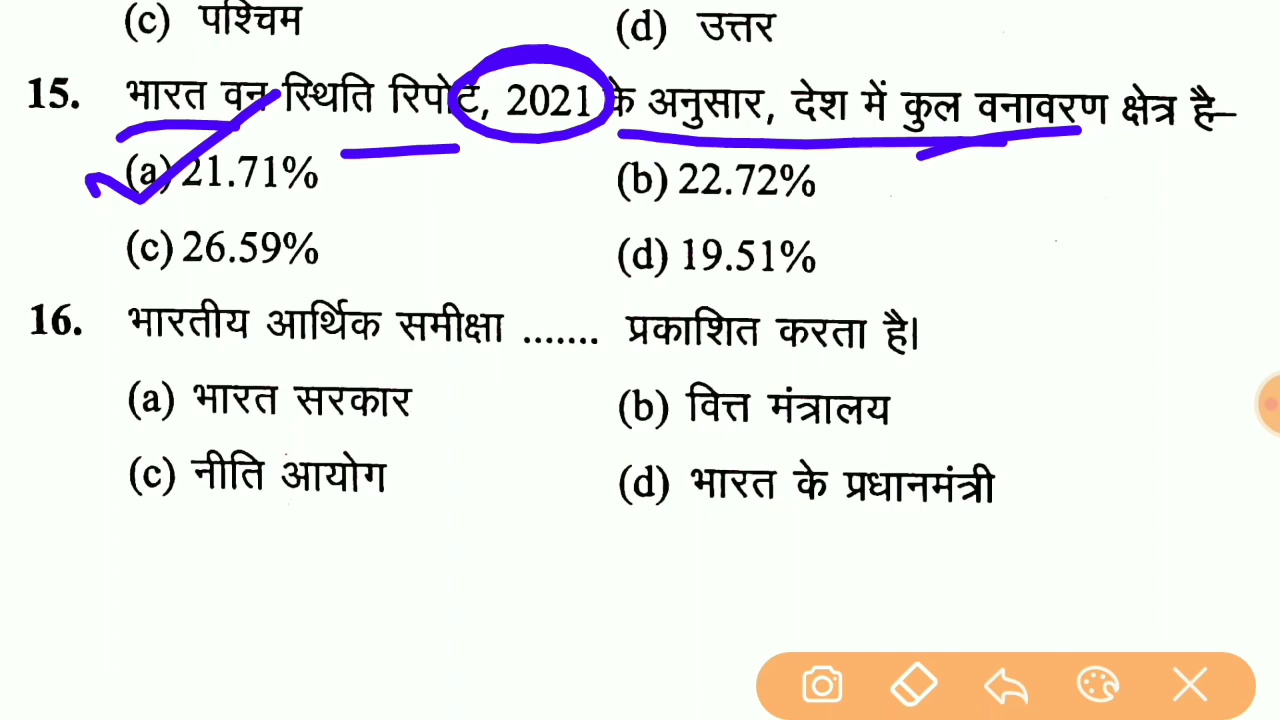 (c) पश्चिम (d) उत्तर
15. भारत वन स्थिति रिपोर्ट, 2021 के अनुसार, देश में कुल वनावरण क्षेत्र है–
(a) 21.71% (b) 22.72%
(c) 26.59% (d) 19.51%
16. भारतीय आर्थिक समीक्षा ....... प्रकाशित करता है।
(a) भारत सरकार (b) वित्त मंत्रालय
(c) नीति आयोग (d) भारत के प्रधानमंत्री